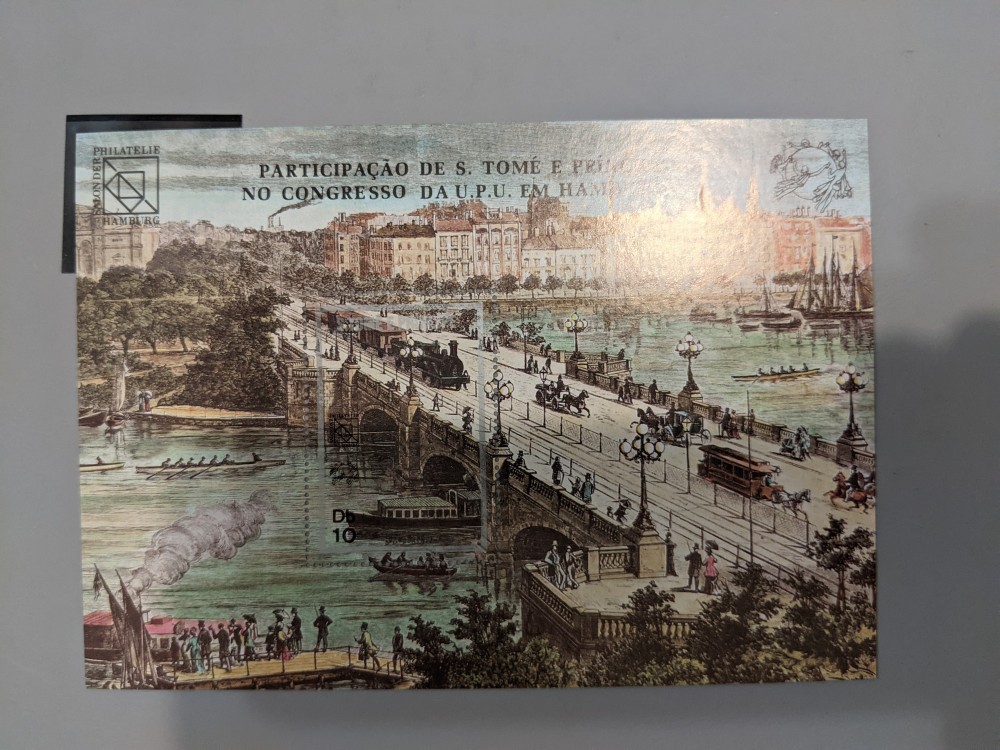 PHILATELIE
HAMBURG
PARTICIPAÇÃO DE S. TOMÉ E
NO CONGRESSO DA U.P.U. EM
Db
10